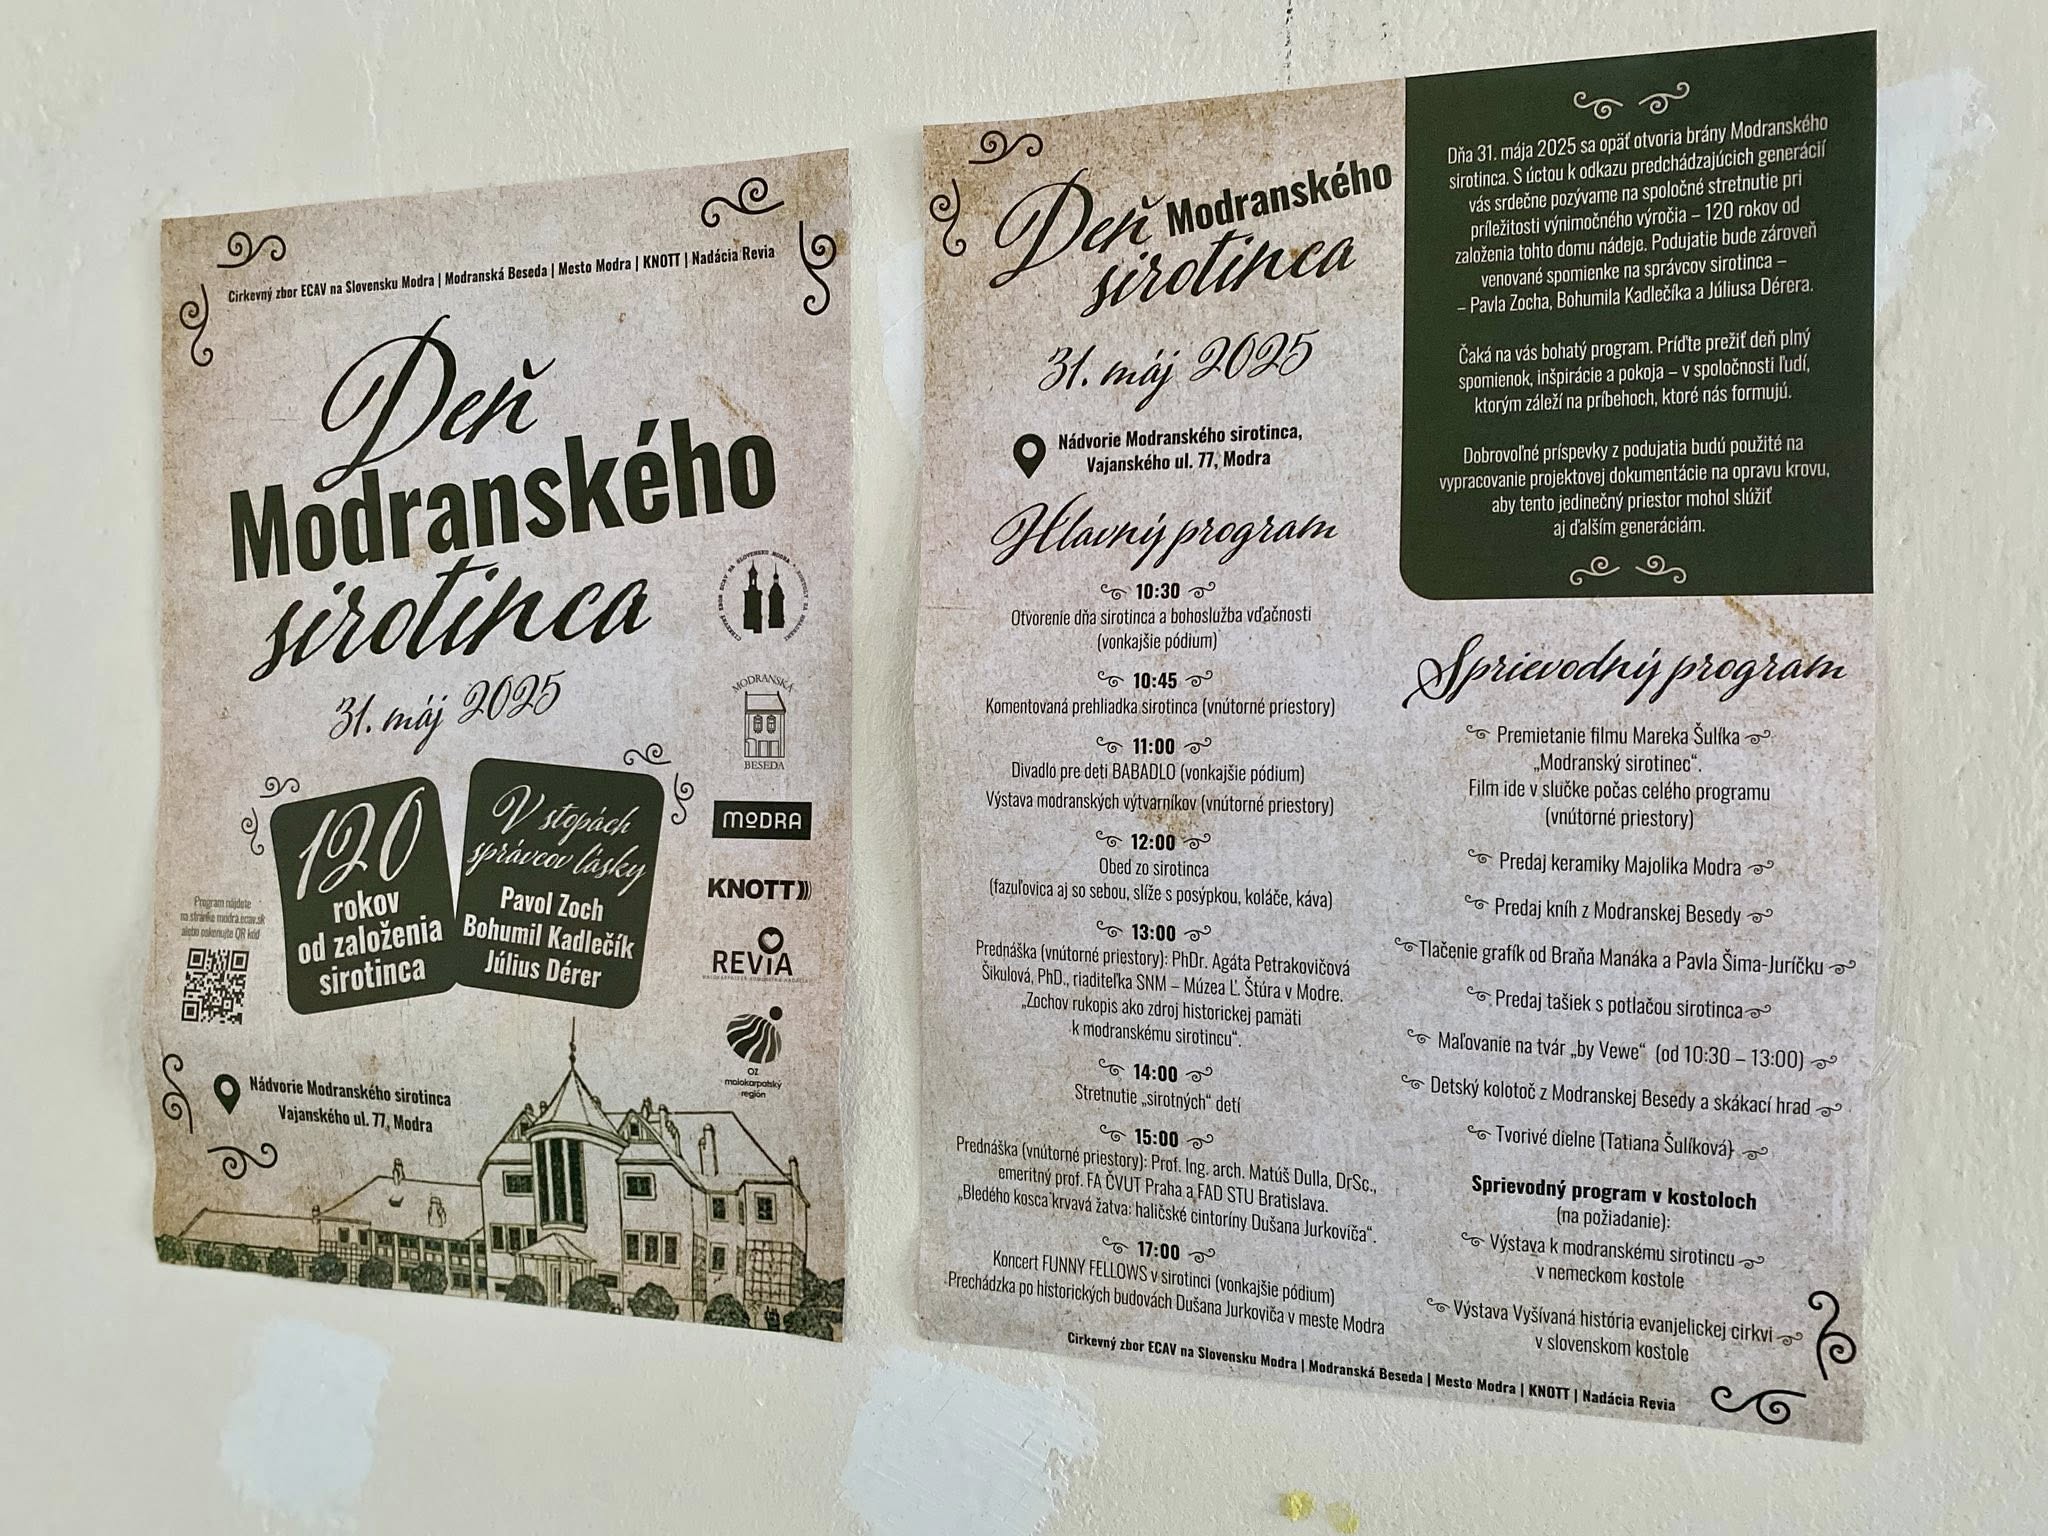 Cirkevný zbor ECAV na Slovensku Modra | Modranská Beseda | Mesto Modra | KNOTT | Nadácia Revia
Deň
Modranského
sirotinca
31. máj 2025
120
rokov
od založenia
sirotinca
V stopách
správcov lásky
Pavol Zoch
Bohumil Kadlečík
Július Dérer
Program nájdete
na stránke modra.ecav.sk
alebo oskenujte QR kód
Nádvorie Modranského sirotinca
Vajanského ul. 77, Modra
MODRANSKÁ
BESEDA
MODRA
KNOTT
REVIA
OZ
malokarpatský
región
Deň Modranského
sirotinca
31. máj 2025
Nádvorie Modranského sirotinca,
Vajanského ul. 77, Modra
Hlavný program
10:30
Otvorenie dňa sirotinca a bohoslužba vďačnosti
(vonkajšie pódium)
10:45
Komentovaná prehliadka sirotinca (vnútorné priestory)
11:00
Divadlo pre deti BABADLO (vonkajšie pódium)
Výstava modranských výtvarníkov (vnútorné priestory)
12:00
Obed zo sirotinca
(fazuľovica aj so sebou, slíže s posýpkou, koláče, káva)
13:00
Prednáška (vnútorné priestory): PhDr. Agáta Petrakovičová
Šikulová, PhD., riaditeľka SNM – Múzea Ľ. Štúra v Modre.
„Zochov rukopis ako zdroj historickej pamäti
k modranskému sirotincu“.
14:00
Stretnutie „sirotných“ detí
15:00
Prednáška (vnútorné priestory): Prof. Ing. arch. Matúš Dulla, DrSc.,
emeritný prof. FA ČVUT Praha a FAD STU Bratislava.
„Bledého kosca krvavá žatva: haličské cintoríny Dušana Jurkoviča“.
17:00
Koncert FUNNY FELLOWS v sirotinci (vonkajšie pódium)
Prechádzka po historických budovách Dušana Jurkoviča v meste Modra
Dňa 31. mája 2025 sa opäť otvoria brány Modranského
sirotinca. S úctou k odkazu predchádzajúcich generácií
vás srdečne pozývame na spoločné stretnutie pri
príležitosti výnimočného výročia – 120 rokov od
založenia tohto domu nádeje. Podujatie bude zároveň
venované spomienke na správcov sirotinca –
– Pavla Zocha, Bohumila Kadlečíka a Júliusa Dérera.
Čaká na vás bohatý program. Príďte prežiť deň plný
spomienok, inšpirácie a pokoja – v spoločnosti ľudí,
ktorým záleží na príbehoch, ktoré nás formujú.
Dobrovoľné príspevky z podujatia budú použité na
vypracovanie projektovej dokumentácie na opravu krovu,
aby tento jedinečný priestor mohol slúžiť
aj ďalším generáciám.
Sprievodný program
Premietanie filmu Mareka Šulíka
„Modranský sirotinec“.
Film ide v slučke počas celého programu
(vnútorné priestory)
Predaj keramiky Majolika Modra
Predaj kníh z Modranskej Besedy
Tlačenie grafík od Braňa Manáka a Pavla Šima-Juríčku
Predaj tašiek s potlačou sirotinca
Maľovanie na tvár „by Vewe“ (od 10:30 – 13:00)
Detský kolotoč z Modranskej Besedy a skákací hrad
Tvorivé dielne (Tatiana Šulíková}
Sprievodný program v kostoloch
(na požiadanie):
Výstava k modranskému sirotincu
v nemeckom kostole
Výstava Vyšívaná história evanjelickej cirkvi
v slovenskom kostole
Cirkevný zbor ECAV na Slovensku Modra | Modranská Beseda | Mesto Modra | KNOTT | Nadácia Revia